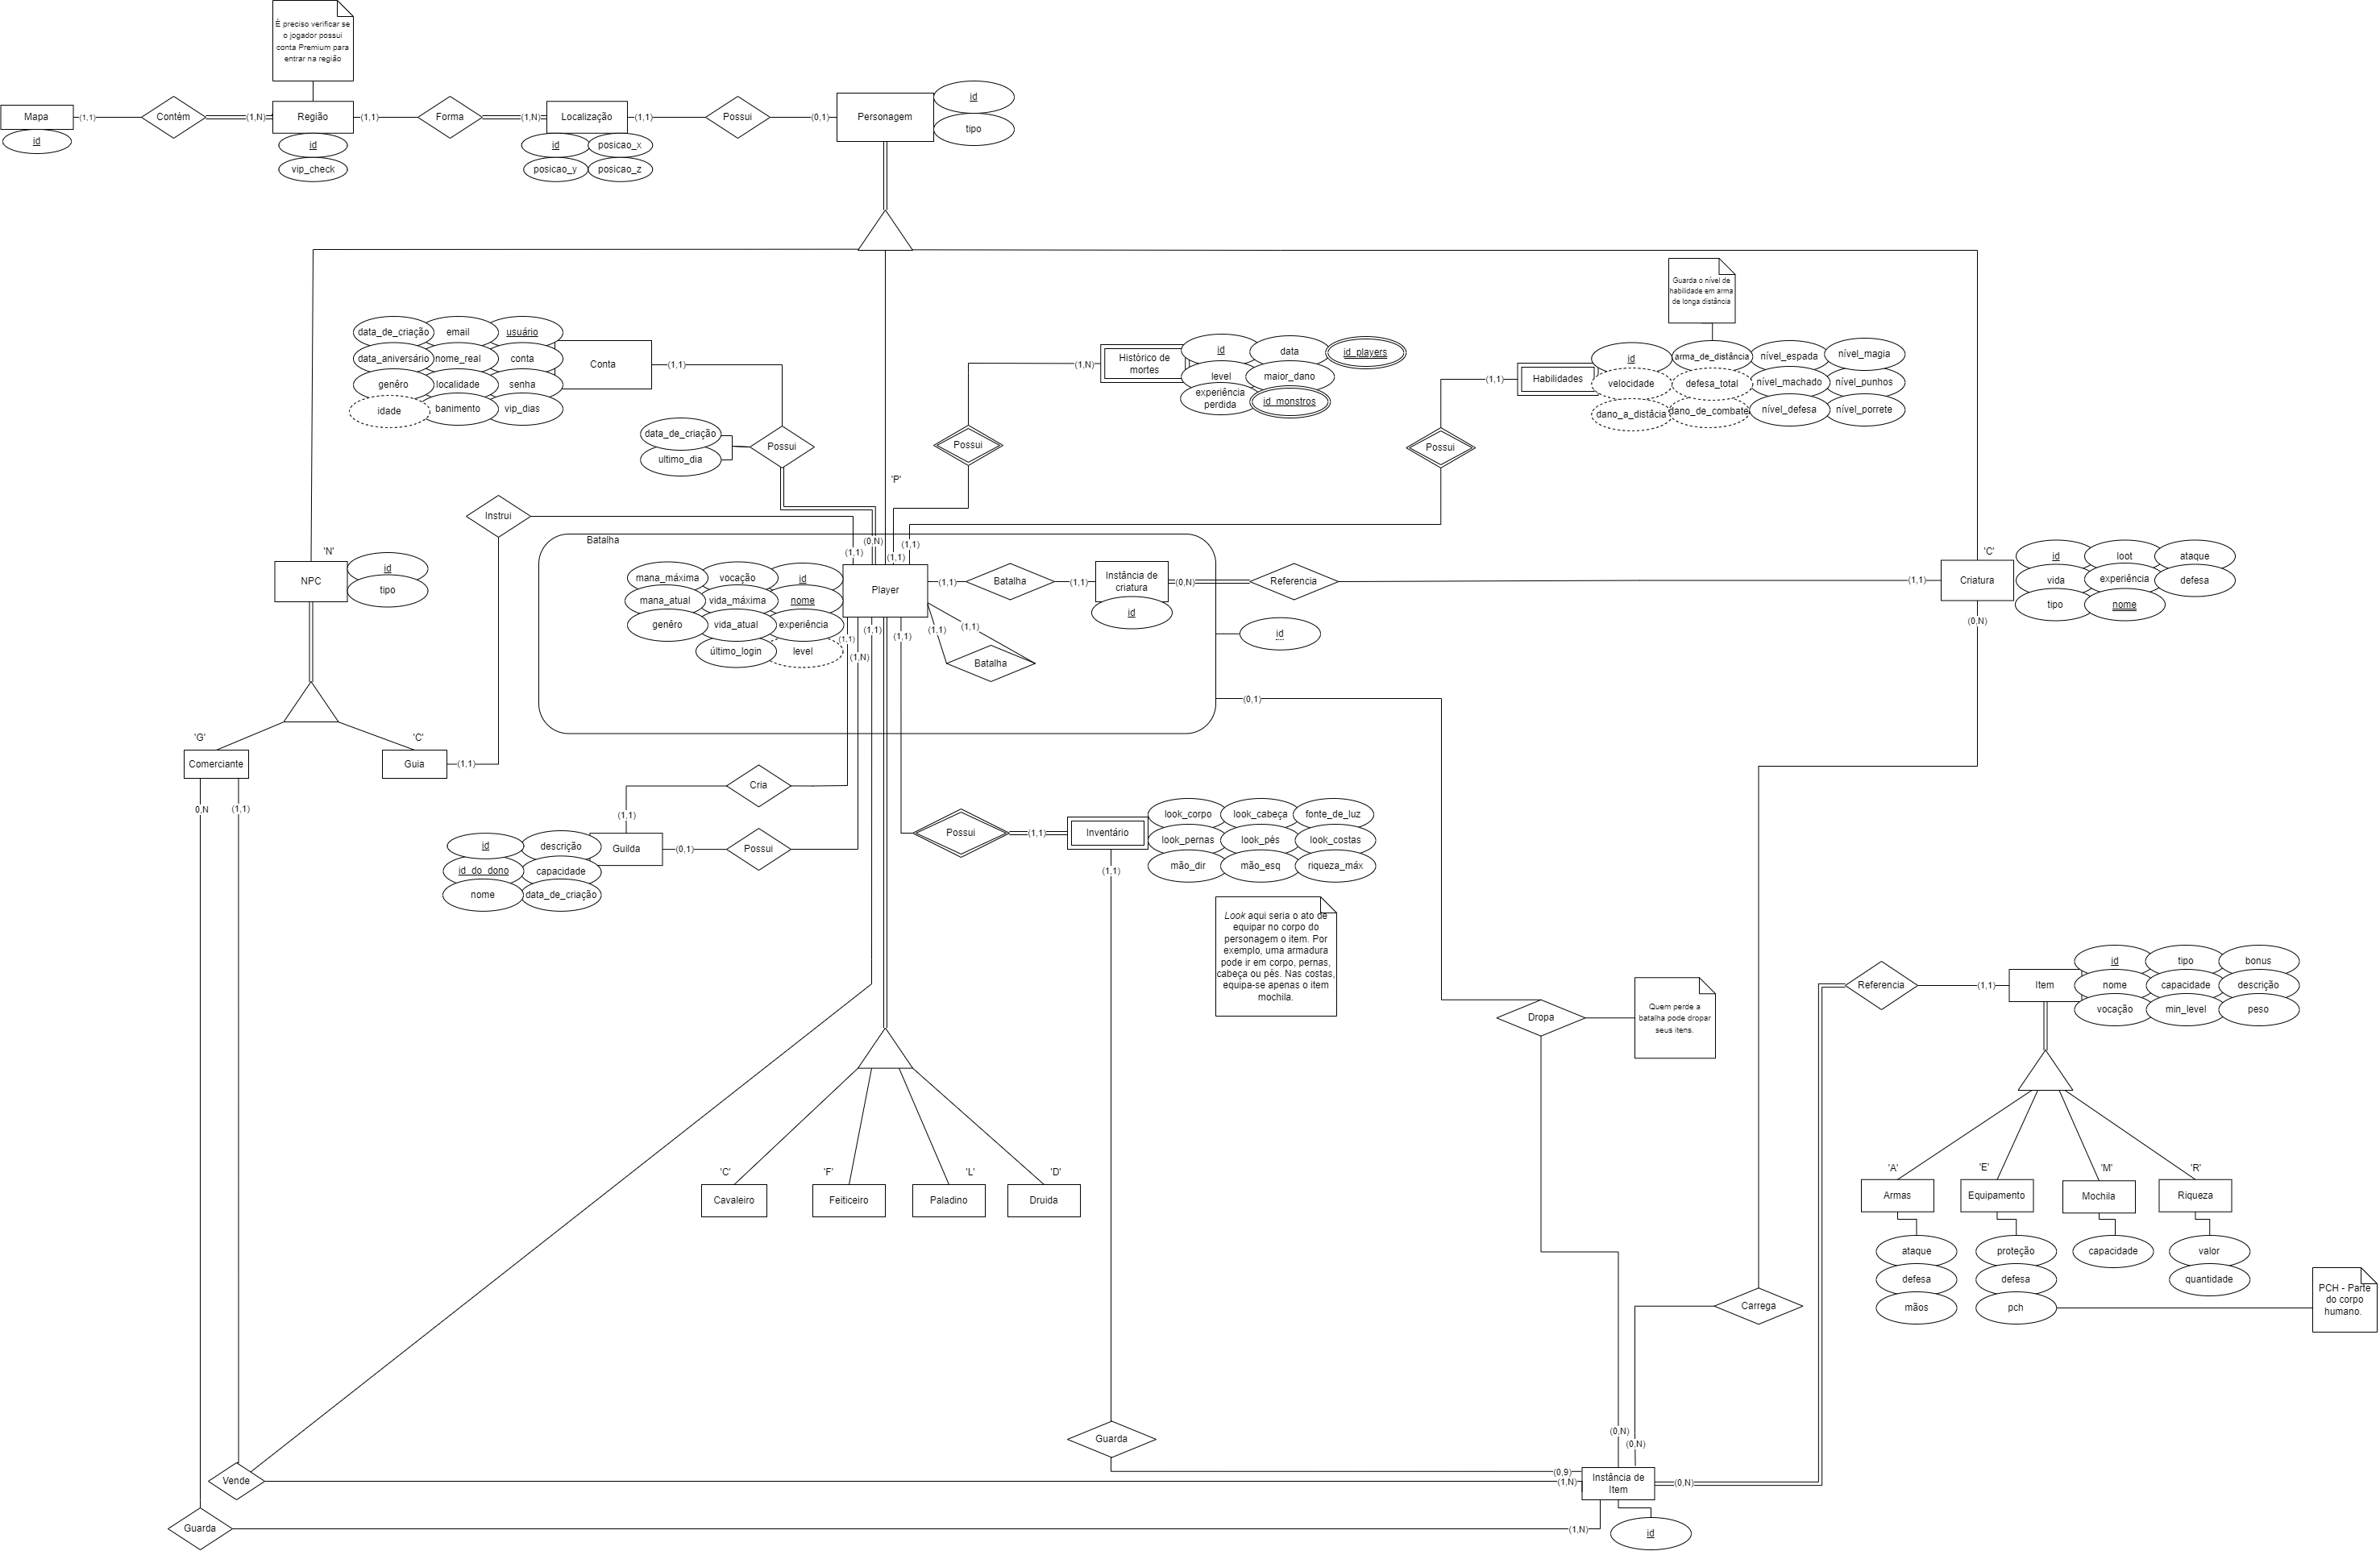 É preciso verificar se
o jogador possui
conta Premium para
entrar na região
Mapa
(1,1)
Contém
(1,N)
Região
(1,1)
Forma
(1,N)
Localização
(1,1)
Possui
(0,1)
Personagem
id
tipo
id
id
vip_check
id
posicao_x
posicao_y
posicao_z
Guarda o nível de
habilidade em arma
de longa distância
data_de_criação
email
usuário
data_aniversário
nome_real
conta
genêro
localidade
senha
idade
banimento
vip_dias
Conta
(1,1)
data_de_criação
ultimo_dia
Possui
(1,N)
Histórico de
mortes
id
data
id_players
level
maior_dano
experiência
perdida
id_monstros
Possui
(1,1)
Habilidades
id
arma_de_distância
nível_espada
nível_magia
velocidade
defesa_total
nível_machado
nível_punhos
dano_a_distâcia
dano_de_combate
nível_defesa
nível_porrete
Possui
'P'
Instrui
'N'
NPC
id
tipo
Batalha
(1,1)
(0,N)
(1,1)
(1,1)
mana_máxima
vocação
id
mana_atual
vida_máxima
nome
genêro
vida_atual
experiência
último_login
level
Player
(1,1)
Batalha
(1,1)
Instância de
criatura
id
(0,N)
Referencia
(1,1)
'C'
Criatura
id
loot
ataque
vida
experiência
defesa
tipo
nome
(0,N)
id
(1,1)
(1,N)
(1,1)
(1,1)
(1,1)
(1,1)
Batalha
(0,1)
'G'
Comerciante
'C'
Guia
(1,1)
0,N
(1,1)
Cria
(1,1)
Guilda
(0,1)
Possui
id
descrição
id_do_dono
capacidade
nome
data_de_criação
Possui
(1,1)
Inventário
look_corpo
look_cabeça
fonte_de_luz
look_pernas
look_pés
look_costas
mão_dir
mão_esq
riqueza_máx
(1,1)
Look aqui seria o ato de
equipar no corpo do
personagem o item. Por
exemplo, uma armadura
pode ir em corpo, pernas,
cabeça ou pés. Nas costas,
equipa-se apenas o item
mochila.
Dropa
Quem perde a
batalha pode dropar
seus itens.
Referencia
(1,1)
Item
id
tipo
bonus
nome
capacidade
descrição
vocação
min_level
peso
'C'
'F'
'L'
'D'
Cavaleiro
Feiticeiro
Paladino
Druida
'A'
'E'
'M'
'R'
Armas
Equipamento
Mochila
Riqueza
ataque
defesa
mãos
proteção
defesa
pch
capacidade
valor
quantidade
PCH - Parte
do corpo
humano.
Carrega
Guarda
(0,N)
(0,N)
(0,9)
(1,N)
Vende
Instância de
Item
(0,N)
Guarda
(1,N)
id